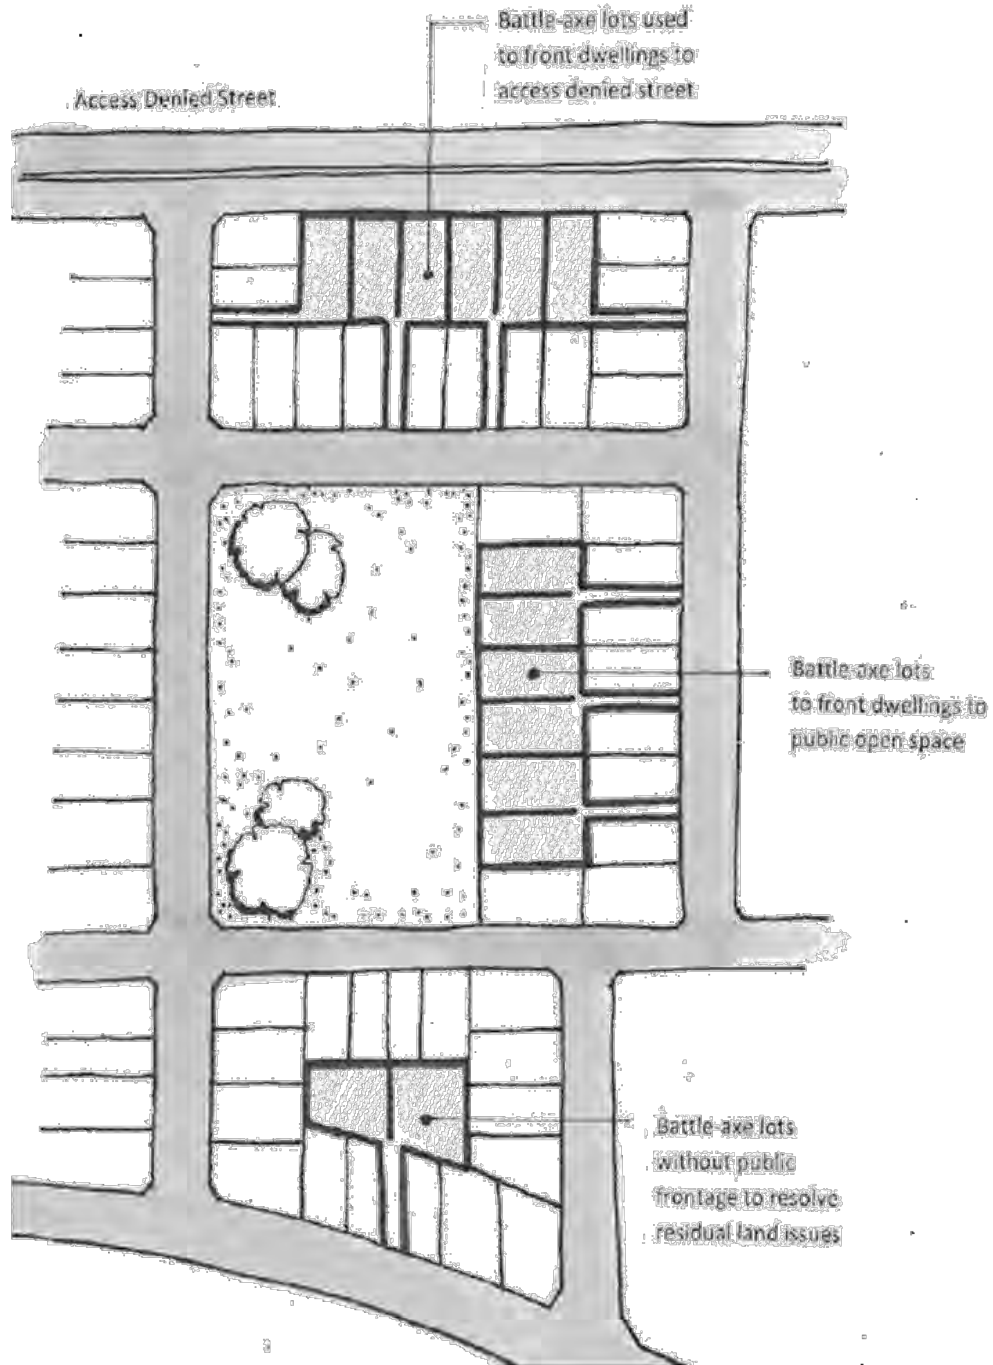 Battle-axe lots used
to front dwellings to
access denied street
Access Denied Street
Battle-axe lots
to front dwellings to
public open space
Battle-axe lots
without public
frontage to resolve
residual land issues